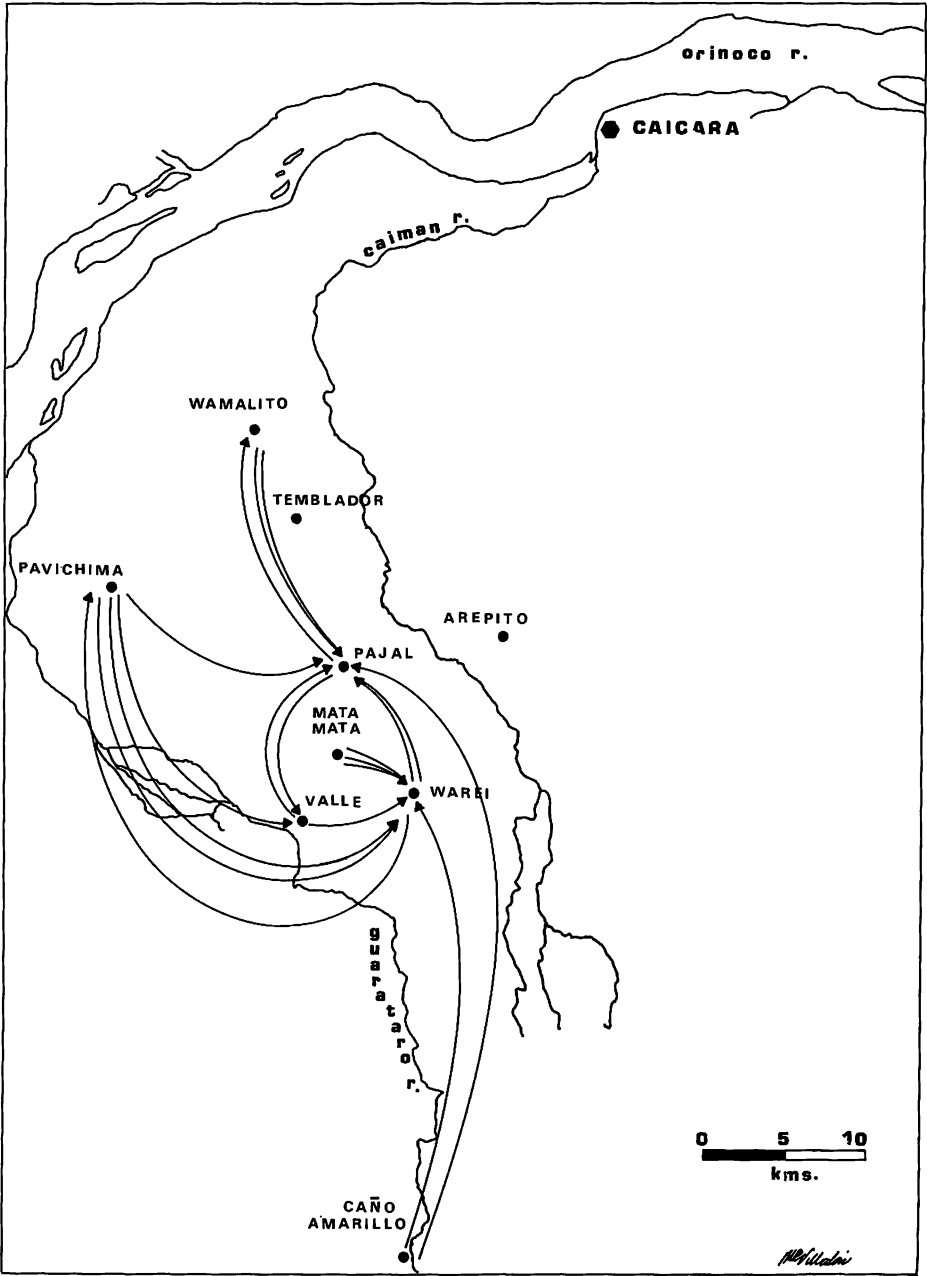 orinoco r.
CAICARA
caiman r.
WAMALITO
TEMBLADOR
PAVICHIMA
AREPITO
PAJAL
MATA
MATA
WAREI
VALLE
guarataro r.
0 5 10
kms.
CAÑO
AMARILLO